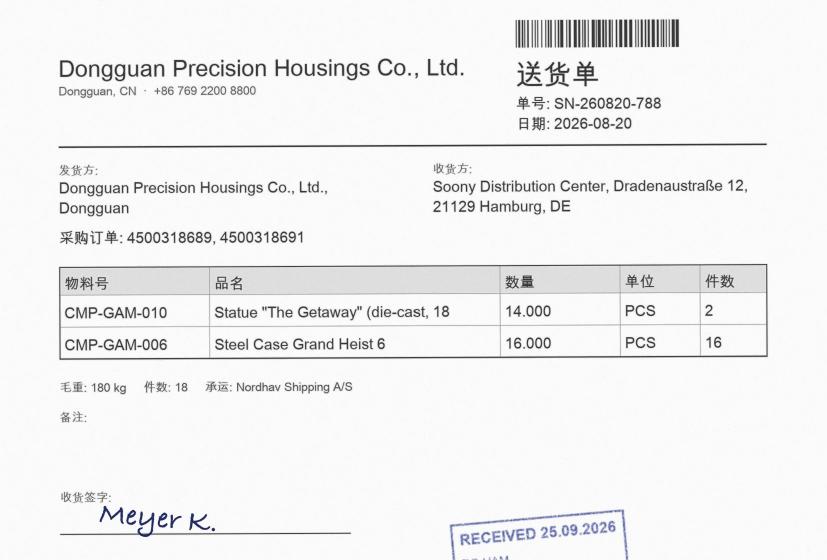 Dongguan Precision Housings Co., Ltd.
Dongguan, CN · +86 769 2200 8800
送货单
单号: SN-260820-788
日期: 2026-08-20
发货方:
Dongguan Precision Housings Co., Ltd.,
Dongguan
收货方:
Soony Distribution Center, Dradenaustraße 12,
21129 Hamburg, DE
采购订单: 4500318689, 4500318691
物料号 品名 数量 单位 件数
CMP-GAM-010 Statue "The Getaway" (die-cast, 18 14.000 PCS 2
CMP-GAM-006 Steel Case Grand Heist 6 16.000 PCS 16
毛重: 180 kg 件数: 18 承运: Nordhav Shipping A/S
备注:
收货签字:
Meyer K.
RECEIVED 25.09.2026